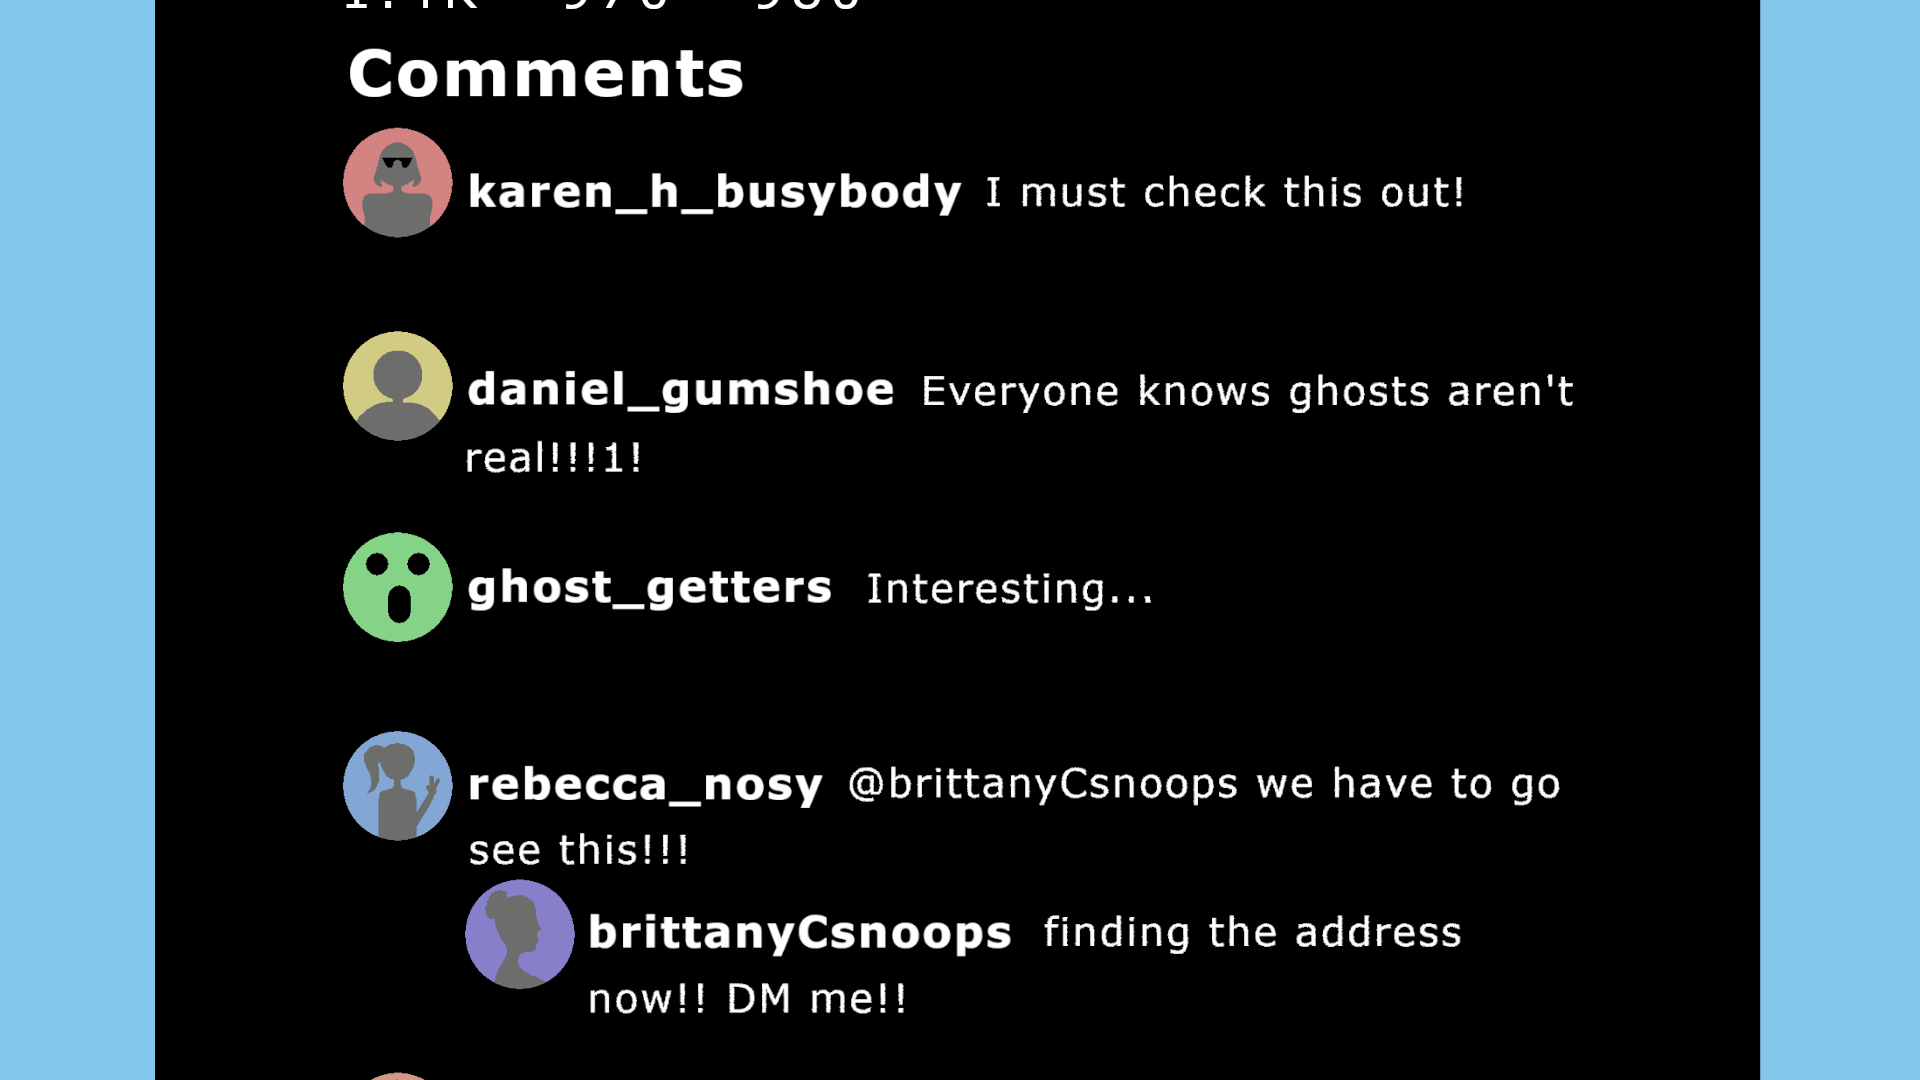 Comments
karen_h_busybody I must check this out!
daniel_gumshoe Everyone knows ghosts aren't
real!!!1!
ghost_getters Interesting...
rebecca_nosy @brittanyCsnoops we have to go
see this!!!
brittanyCsnoops finding the address
now!! DM me!!